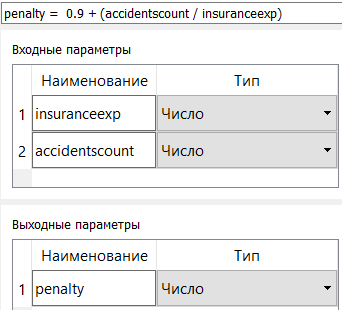 penalty = 0.9 + (accidentscount / insuranceexp)
Входные параметры
Наименование Тип
1 insuranceexp Число
2 accidentscount Число
Выходные параметры
Наименование Тип
1 penalty Число